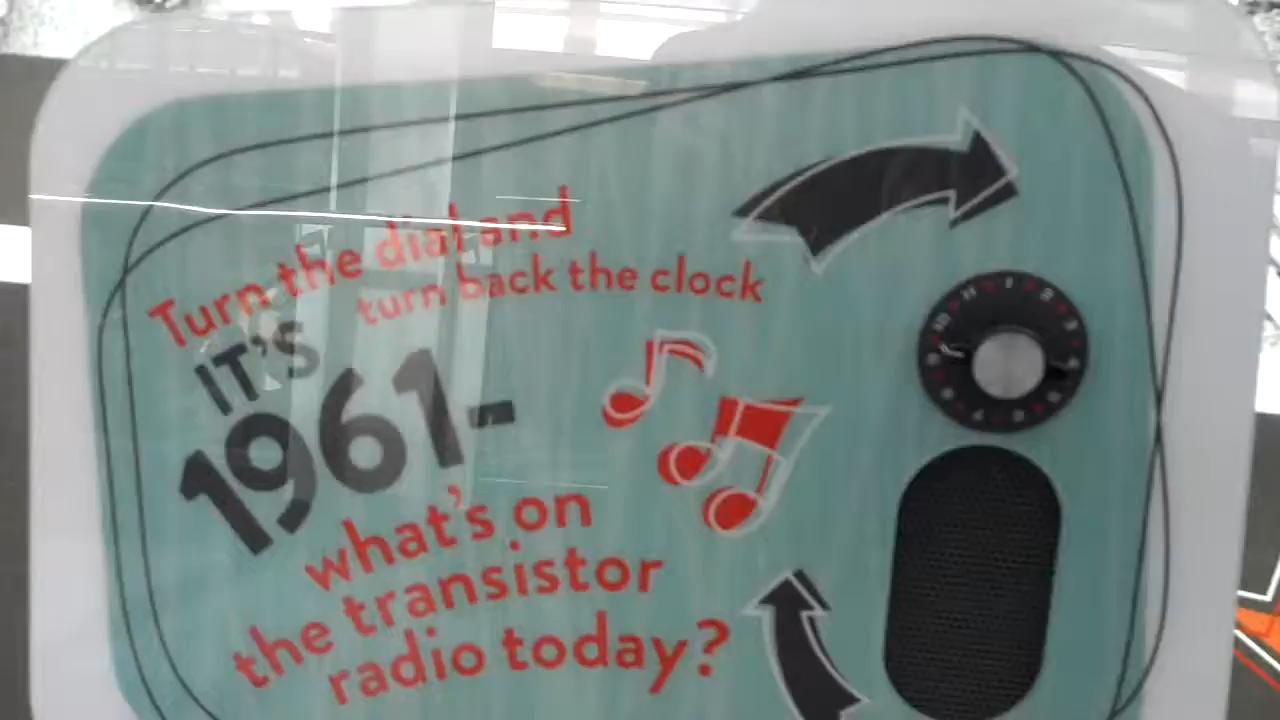 Turn the dial and
turn back the clock
IT'S
1961-
what's on
the transistor
radio today?